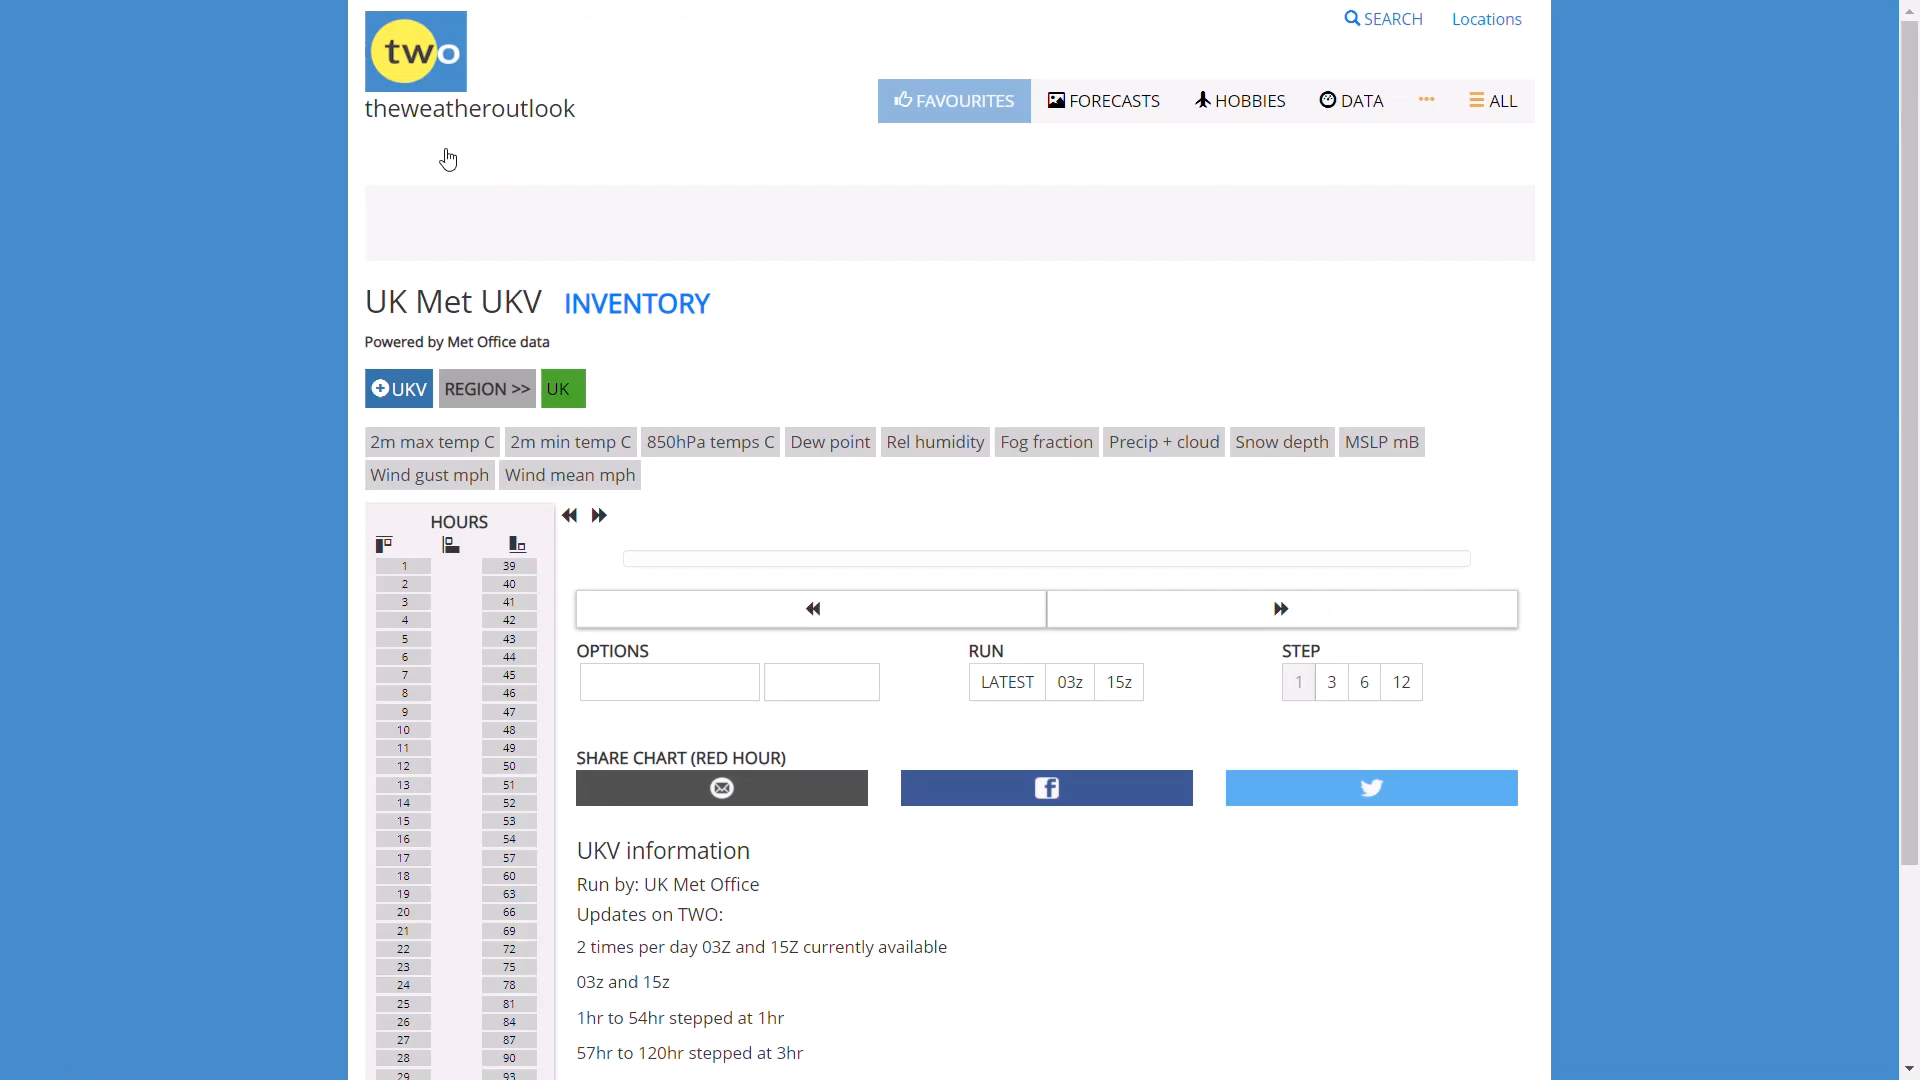 SEARCH Locations
two
theweatheroutlook
FAVOURITES FORECASTS HOBBIES DATA ALL
UK Met UKV INVENTORY
Powered by Met Office data
UKV REGION >> UK
2m max temp C 2m min temp C 850hPa temps C Dew point Rel humidity Fog fraction Precip + cloud Snow depth MSLP mB
Wind gust mph Wind mean mph
HOURS
1 39
2 40
3 41
4 42
5 43
6 44
7 45
8 46
9 47
10 48
11 49
12 50
13 51
14 52
15 53
16 54
17 57
18 60
19 63
20 66
21 69
22 72
23 75
24 78
25 81
26 84
27 87
28 90
29 93
OPTIONS RUN STEP
LATEST 03z 15z 1 3 6 12
SHARE CHART (RED HOUR)
UKV information
Run by: UK Met Office
Updates on TWO:
2 times per day 03Z and 15Z currently available
03z and 15z
1hr to 54hr stepped at 1hr
57hr to 120hr stepped at 3hr